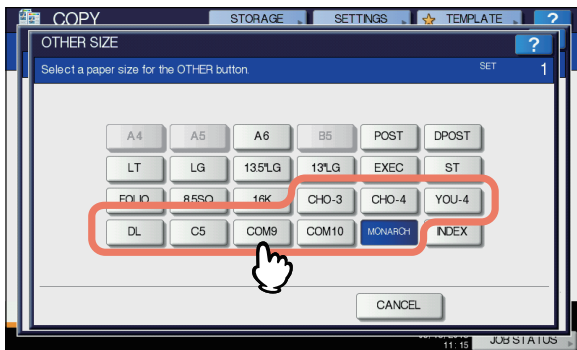 COPY STORAGE SETTINGS TEMPLATE ?
OTHER SIZE ?
Select a paper size for the OTHER button. SET 1
A4 A5 A6 B5 POST DPOST
LT LG 13.5"LG 13"LG EXEC ST
FOLIO 8.5SQ 16K CHO-3 CHO-4 YOU-4
DL C5 COM9 COM10 MONARCH INDEX
CANCEL
11:15 JOB STATUS